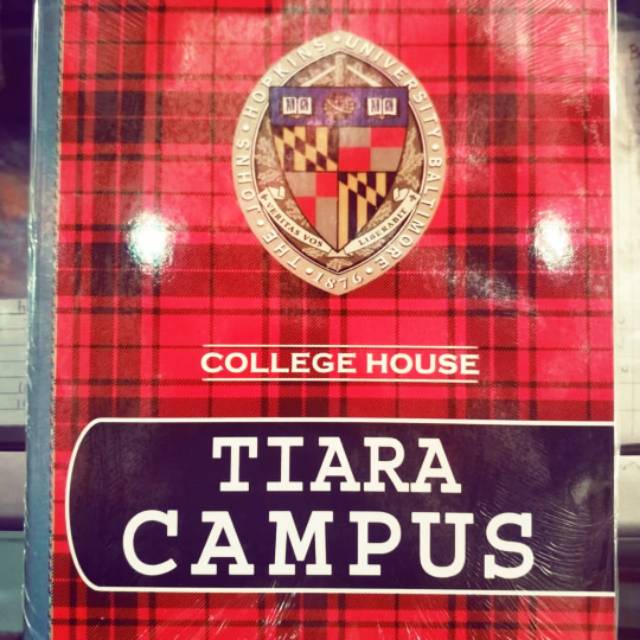 THE • JOHNS • HOPKINS • UNIVERSITY • BALTIMORE
VERITAS VOS LIBERABIT
• 1876 •
COLLEGE HOUSE
TIARA
CAMPUS